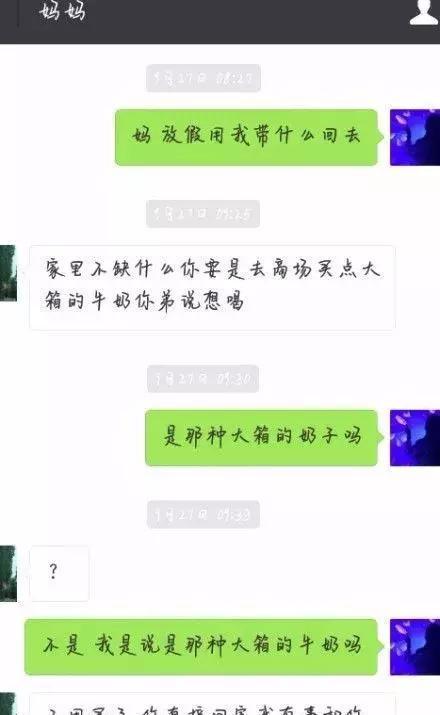 妈妈
9月27日 08:27
妈 放假用我带什么回去
9月27日 09:25
家里不缺什么你要是去商场买点大
箱的牛奶你弟说想喝
9月27日 09:30
是那种大箱的奶子吗
9月27日 09:33
?
不是 我是说是那种大箱的牛奶吗